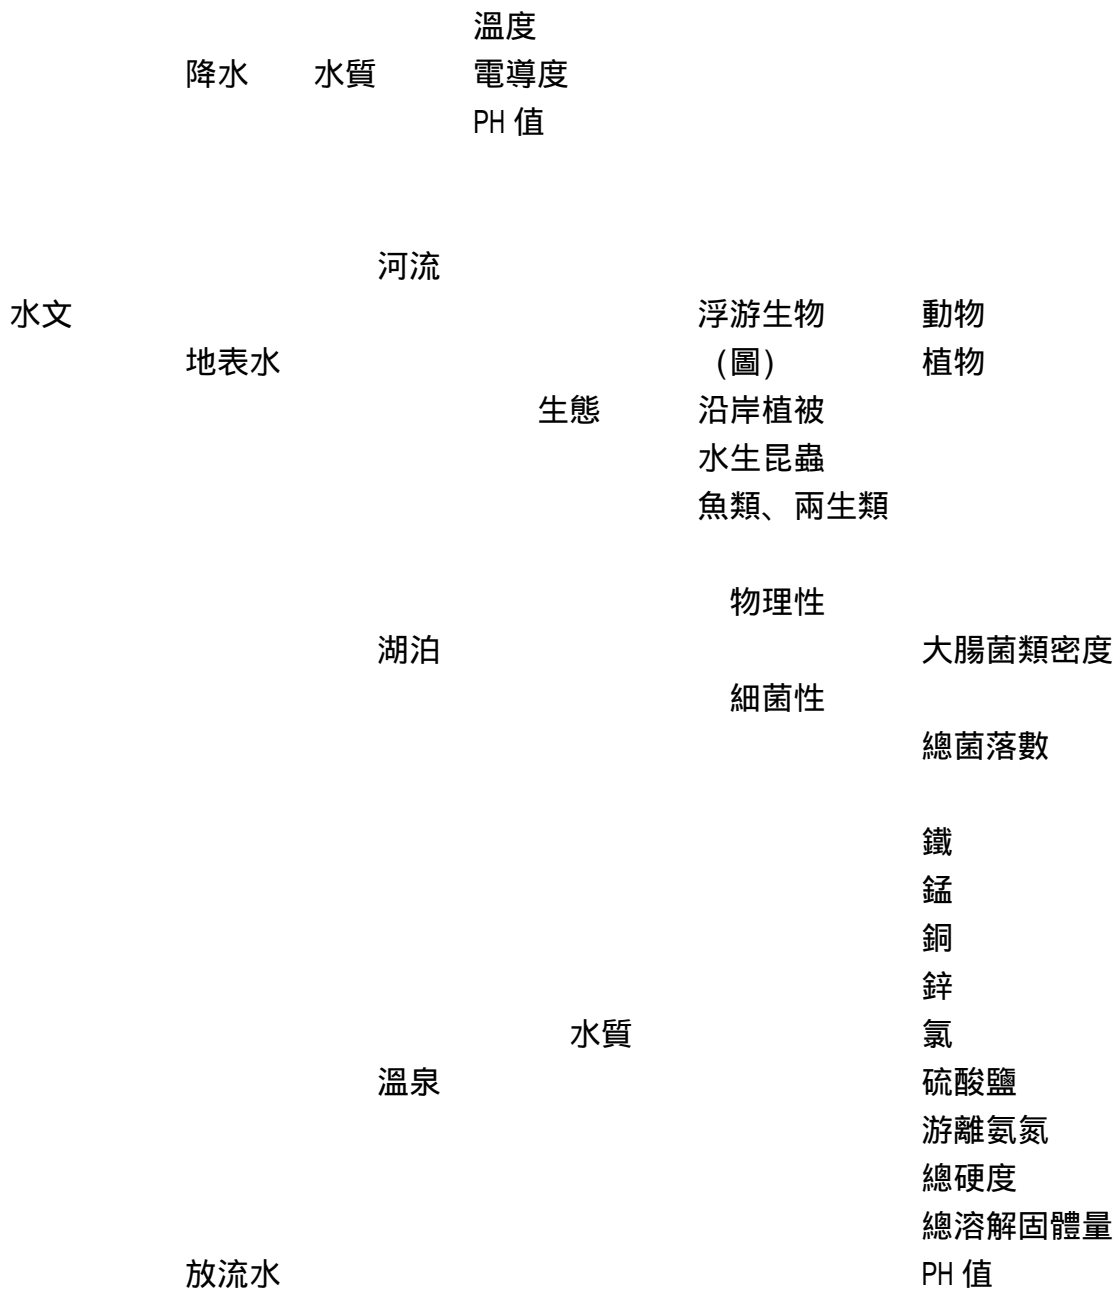 溫度
降水 水質 電導度
PH 值
河流
水文 浮游生物 動物
地表水 (圖) 植物
生態 沿岸植被
水生昆蟲
魚類、兩生類
物理性
湖泊 大腸菌類密度
細菌性
總菌落數
鐵
錳
銅
鋅
水質 氯
溫泉 硫酸鹽
游離氨氮
總硬度
總溶解固體量
放流水 PH 值